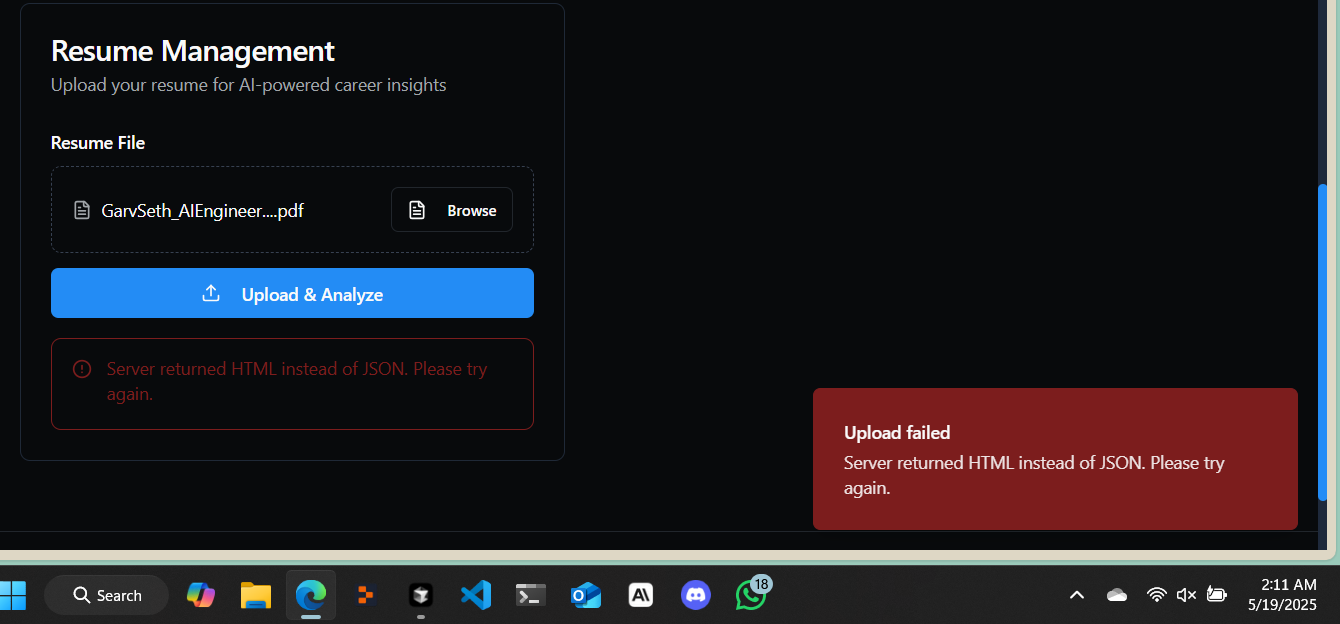 Resume Management
Upload your resume for AI-powered career insights
Resume File
GarvSeth_AIEngineer....pdf
Browse
Upload & Analyze
Server returned HTML instead of JSON. Please try
again.
Upload failed
Server returned HTML instead of JSON. Please try
again.
Search
18
2:11 AM
5/19/2025